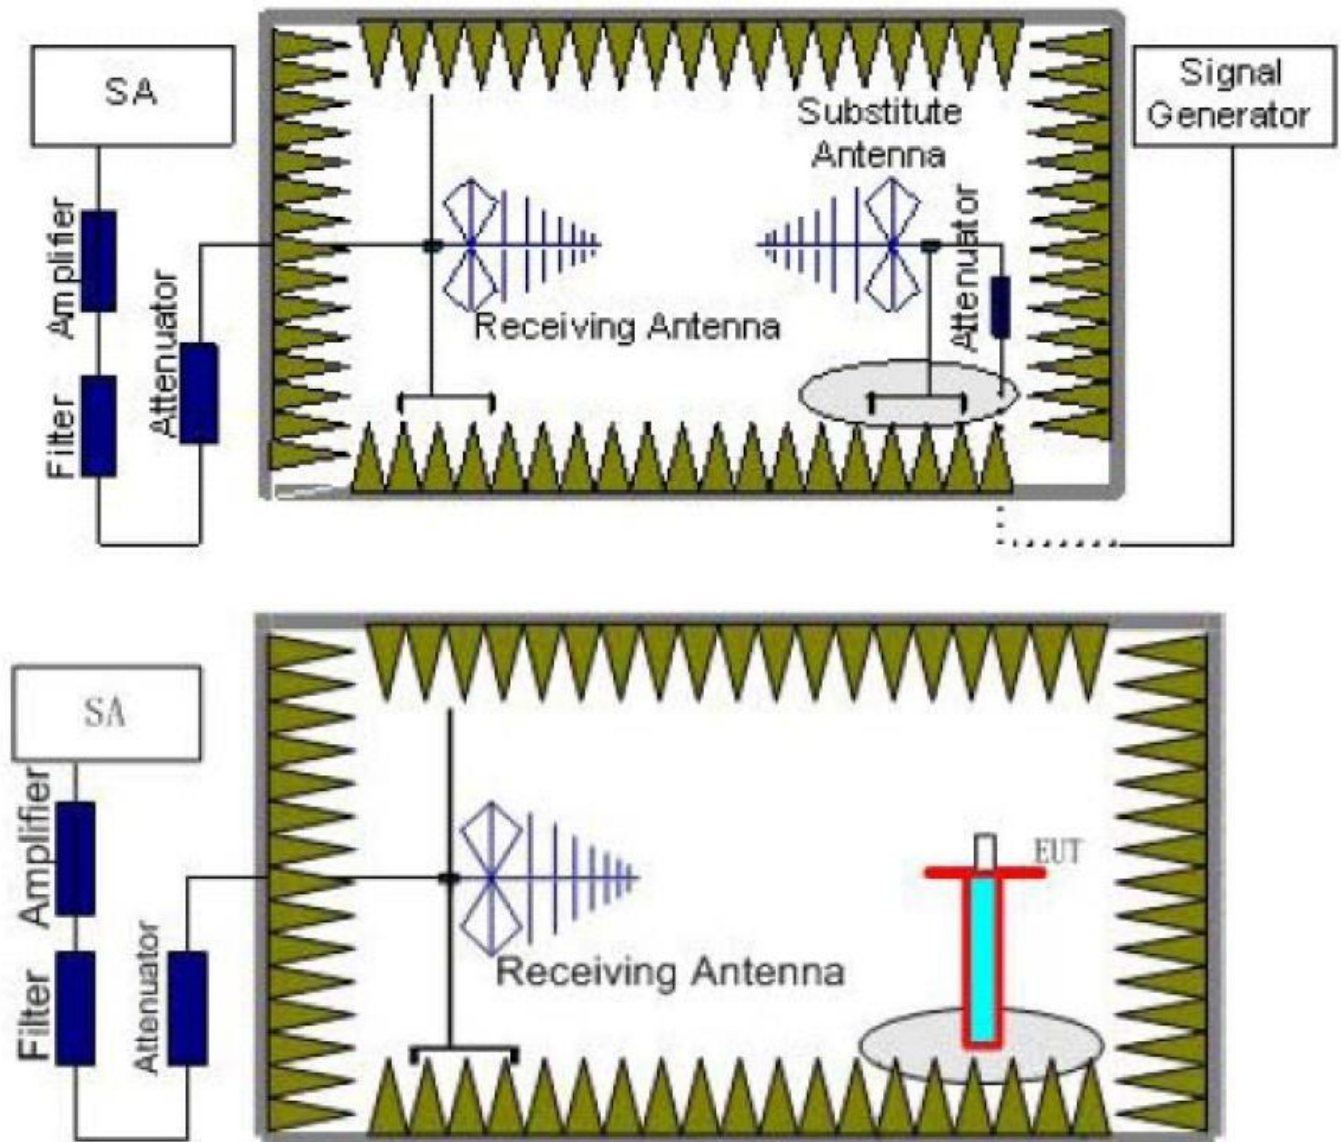 SA
Signal
Generator
Substitute
Antenna
Amplifier
Attenuator
Attenuator
Receiving Antenna
Filter
SA
Amplifier
EUT
Attenuator
Receiving Antenna
Filter